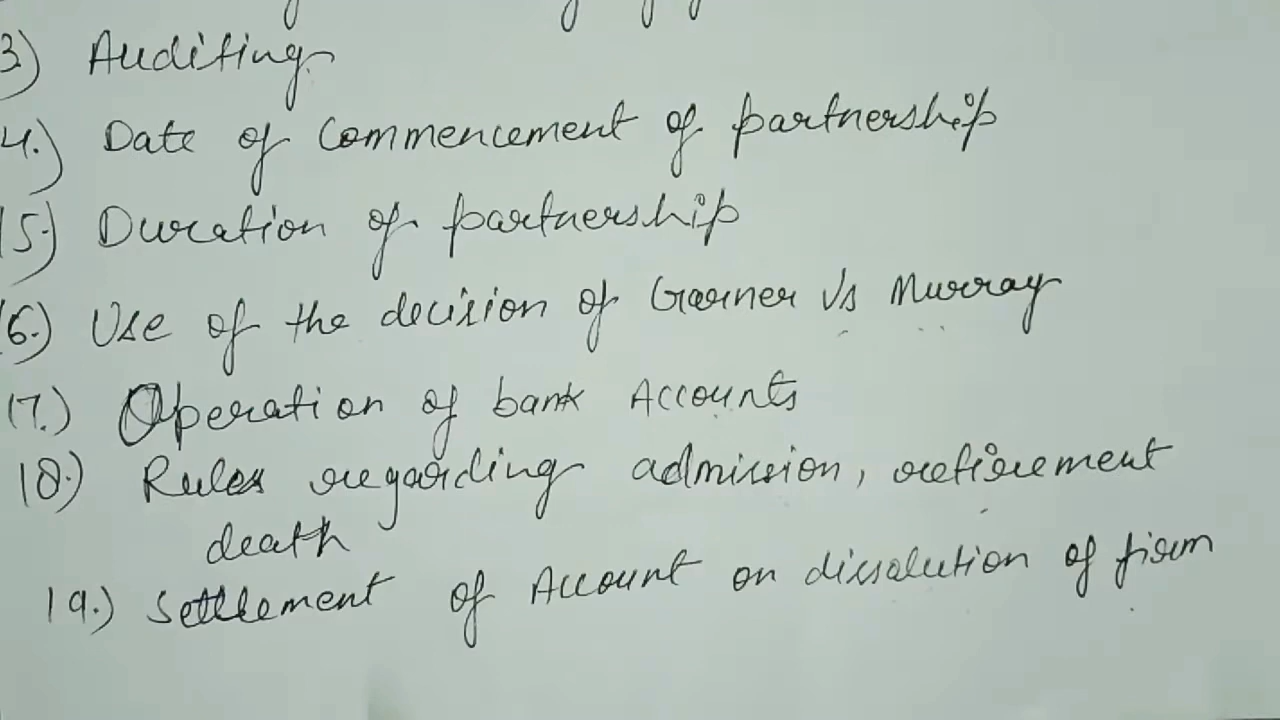 3) Auditing
4.) Date of Commencement of partnership
15.) Duration of partnership
16.) Use of the decision of Garner Vs Murray
17.) Operation of bank Accounts
18.) Rules regarding admission, retirement
death
19.) Settlement of Account on dissolution of firm